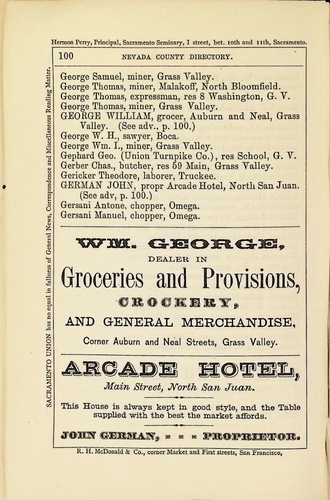 Hermon Perry, Principal, Sacramento Seminary, I street, bet. 10th and 11th, Sacramento.
100 NEVADA COUNTY DIRECTORY.
George Samuel, miner, Grass Valley.
George Thomas, miner, Malakoff, North Bloomfield.
George Thomas, expressman, res 8 Washington, G. V.
George Thomas, miner, Grass Valley.
GEORGE WILLIAM, grocer, Auburn and Neal, Grass
Valley. (See adv., p. 100.)
George W. H., sawyer, Boca.
George Wm. I., miner, Grass Valley.
Gephard Geo. (Union Turnpike Co.), res School, G. V.
Gerber Chas., butcher, res 59 Main, Grass Valley.
Gericker Theodore, laborer, Truckee.
GERMAN JOHN, propr Arcade Hotel, North San Juan.
(See adv, p. 100.)
Gersani Antone, chopper, Omega.
Gersani Manuel, chopper, Omega.
WM. GEORGE,
DEALER IN
Groceries and Provisions,
CROCKERY,
AND GENERAL MERCHANDISE,
Corner Auburn and Neal Streets, Grass Valley.
ARCADE HOTEL,
Main Street, North San Juan.
This House is always kept in good style, and the Table
supplied with the best the market affords.
JOHN GERMAN, - - - PROPRIETOR.
R. H. McDonald & Co., corner Market and First streets, San Francisco,
SACRAMENTO UNION has no equal in fullness of General News, Correspondence and Miscellaneous Reading Matter.